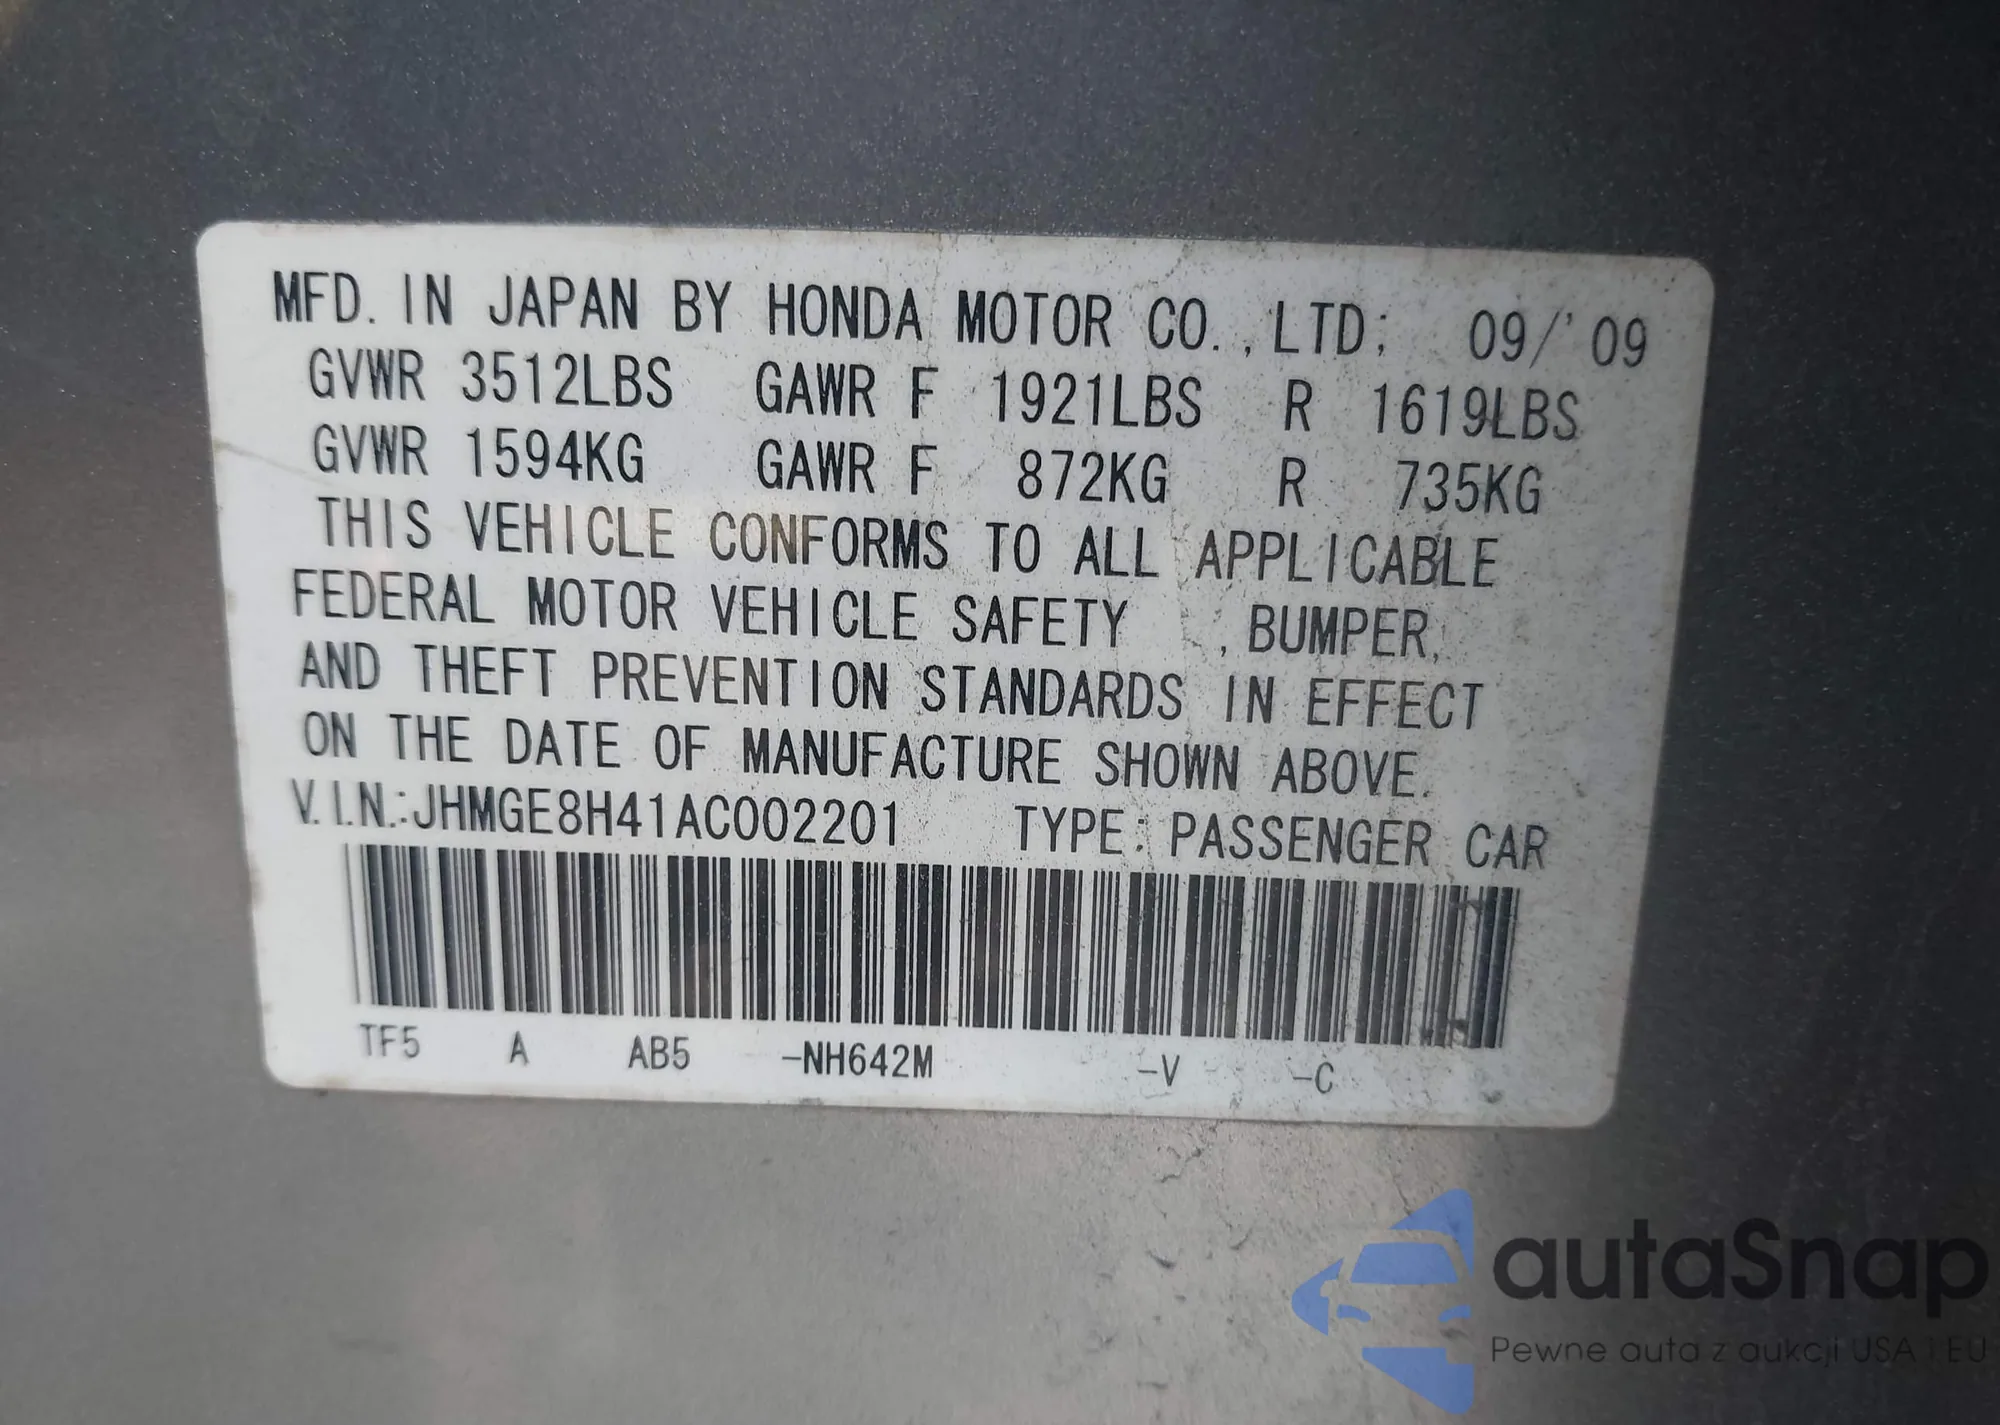 MFD. IN JAPAN BY HONDA MOTOR CO.,LTD; 09/'09
GVWR 3512LBS GAWR F 1921LBS R 1619LBS
GVWR 1594KG GAWR F 872KG R 735KG
THIS VEHICLE CONFORMS TO ALL APPLICABLE
FEDERAL MOTOR VEHICLE SAFETY , BUMPER,
AND THEFT PREVENTION STANDARDS IN EFFECT
ON THE DATE OF MANUFACTURE SHOWN ABOVE.
V.I.N.:JHMGE8H41AC002201 TYPE: PASSENGER CAR
TF5 A AB5 -NH642M -V -C
autaSnap
Pewne auta z aukcji USA i EU